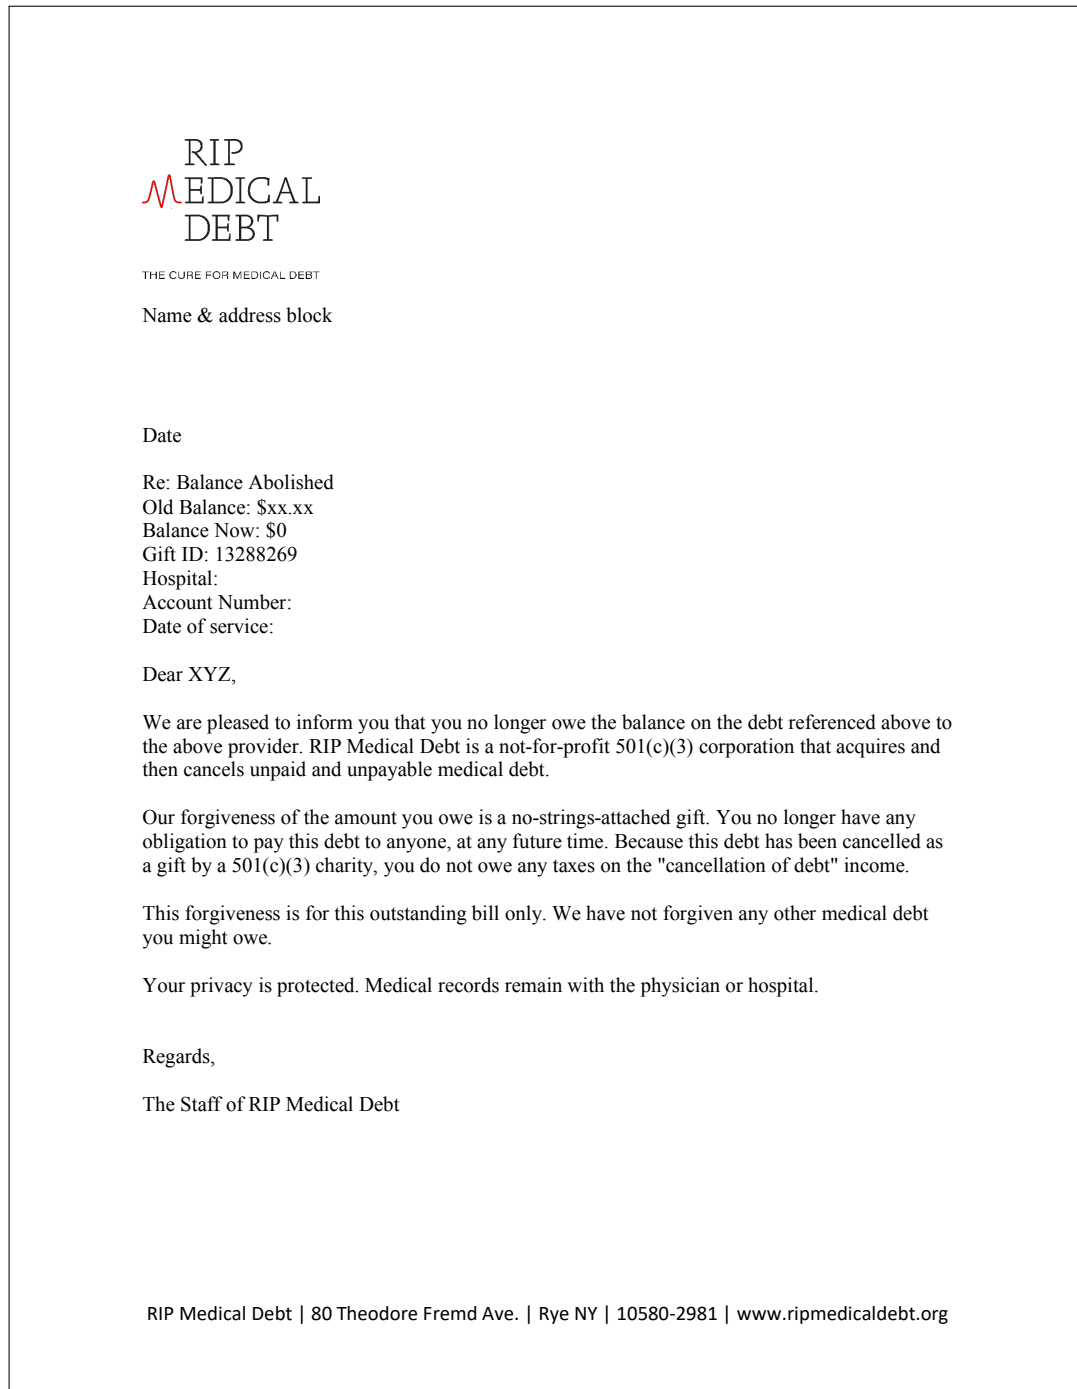 RIP
MEDICAL
DEBT
THE CURE FOR MEDICAL DEBT
Name & address block
Date
Re: Balance Abolished
Old Balance: $xx.xx
Balance Now: $0
Gift ID: 13288269
Hospital:
Account Number:
Date of service:
Dear XYZ,
We are pleased to inform you that you no longer owe the balance on the debt referenced above to
the above provider. RIP Medical Debt is a not-for-profit 501(c)(3) corporation that acquires and
then cancels unpaid and unpayable medical debt.
Our forgiveness of the amount you owe is a no-strings-attached gift. You no longer have any
obligation to pay this debt to anyone, at any future time. Because this debt has been cancelled as
a gift by a 501(c)(3) charity, you do not owe any taxes on the "cancellation of debt" income.
This forgiveness is for this outstanding bill only. We have not forgiven any other medical debt
you might owe.
Your privacy is protected. Medical records remain with the physician or hospital.
Regards,
The Staff of RIP Medical Debt
RIP Medical Debt | 80 Theodore Fremd Ave. | Rye NY | 10580-2981 | www.ripmedicaldebt.org